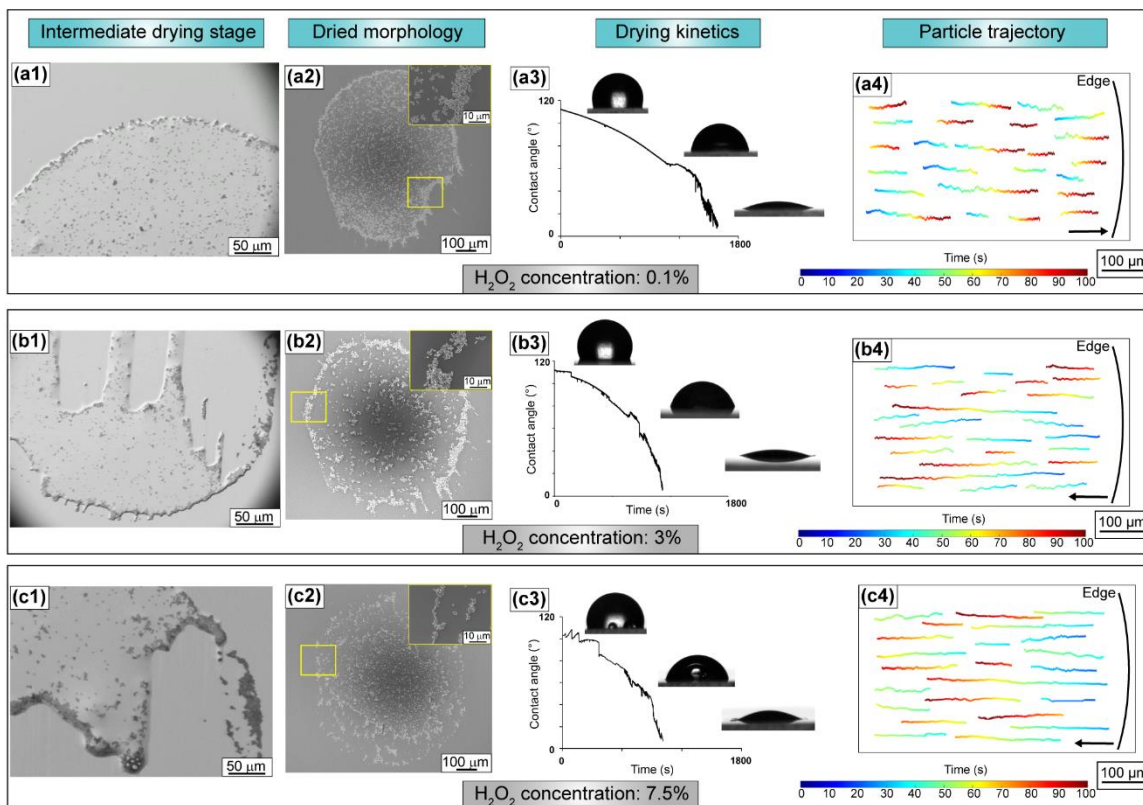 Intermediate drying stage
Dried morphology
Drying kinetics
Particle trajectory
(a1)
50 μm
(a2)
10 μm
100 μm
(a3)
120
Contact angle (°)
0
0
1800
(a4)
Edge
Time (s)
0 10 20 30 40 50 60 70 80 90 100
100 μm
H₂O₂ concentration: 0.1%
(b1)
50 μm
(b2)
10 μm
100 μm
(b3)
120
Contact angle (°)
0
0
Time (s)
1800
(b4)
Edge
Time (s)
0 10 20 30 40 50 60 70 80 90 100
100 μm
H₂O₂ concentration: 3%
(c1)
50 μm
(c2)
10 μm
100 μm
(c3)
120
Contact angle (°)
0
0
Time (s)
1800
(c4)
Edge
Time (s)
0 10 20 30 40 50 60 70 80 90 100
100 μm
H₂O₂ concentration: 7.5%